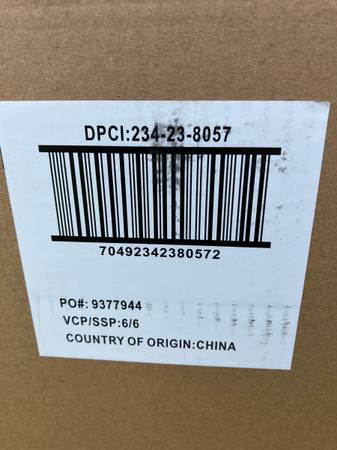 DPCI:234-23-8057
70492342380572
PO#: 9377944
VCP/SSP:6/6
COUNTRY OF ORIGIN:CHINA